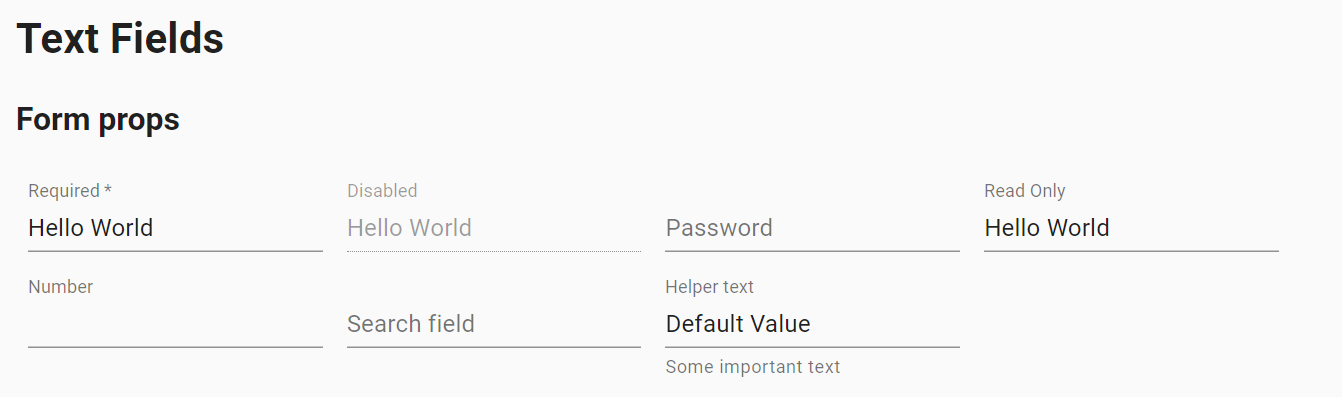 Text Fields
Form props
Required *
Disabled
Read Only
Hello World
Hello World
Password
Hello World
Number
Helper text
Search field
Default Value
Some important text